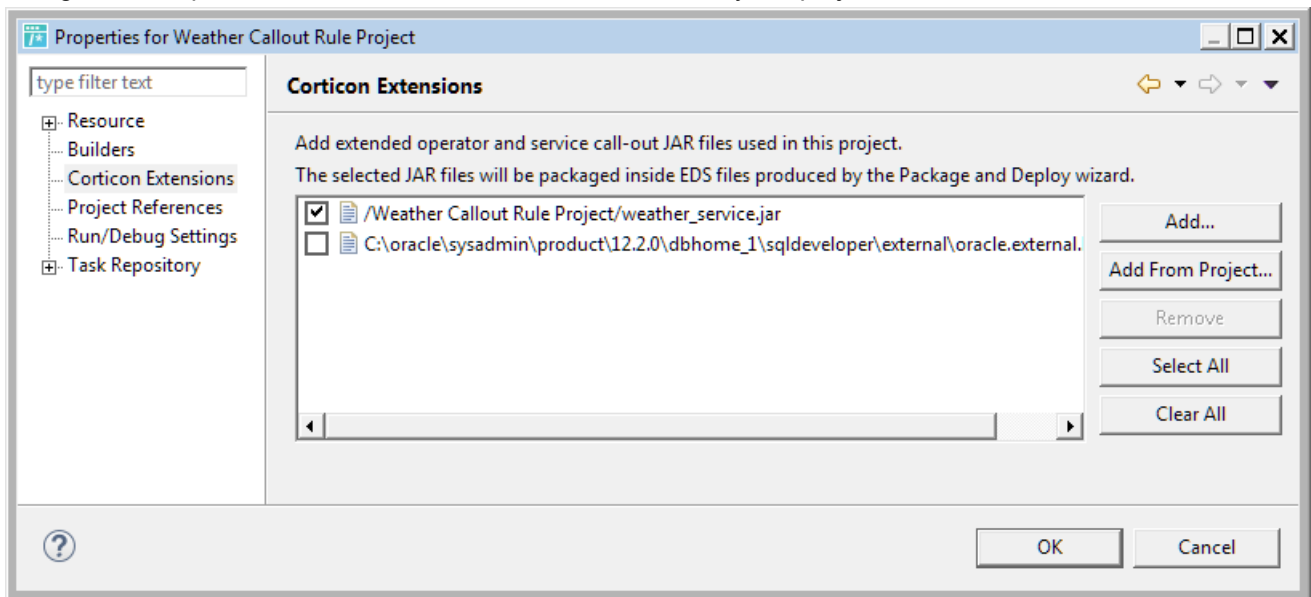 Properties for Weather Callout Rule Project
type filter text
Corticon Extensions
Resource
Builders
Corticon Extensions
Project References
Run/Debug Settings
Task Repository
Add extended operator and service call-out JAR files used in this project.
The selected JAR files will be packaged inside EDS files produced by the Package and Deploy wizard.
/Weather Callout Rule Project/weather_service.jar
C:\oracle\sysadmin\product\12.2.0\dbhome_1\sqldeveloper\external\oracle.external.
Add...
Add From Project...
Remove
Select All
Clear All
?
OK
Cancel